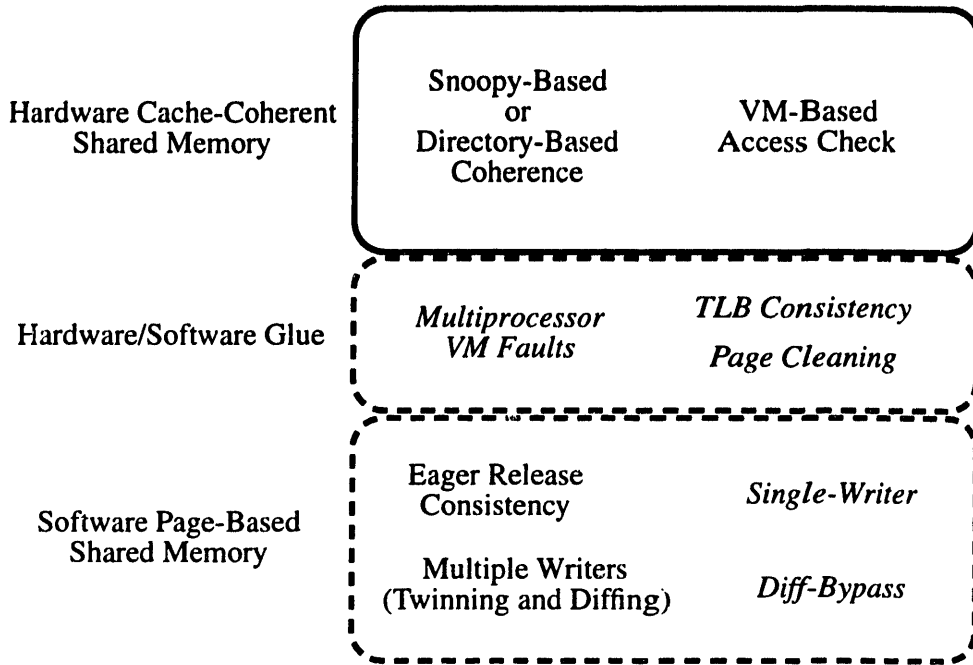 Hardware Cache-Coherent
Shared Memory
Snoopy-Based
or
Directory-Based
Coherence
VM-Based
Access Check
Hardware/Software Glue
Multiprocessor
VM Faults
TLB Consistency
Page Cleaning
Software Page-Based
Shared Memory
Eager Release
Consistency
Single-Writer
Multiple Writers
(Twinning and Diffing)
Diff-Bypass